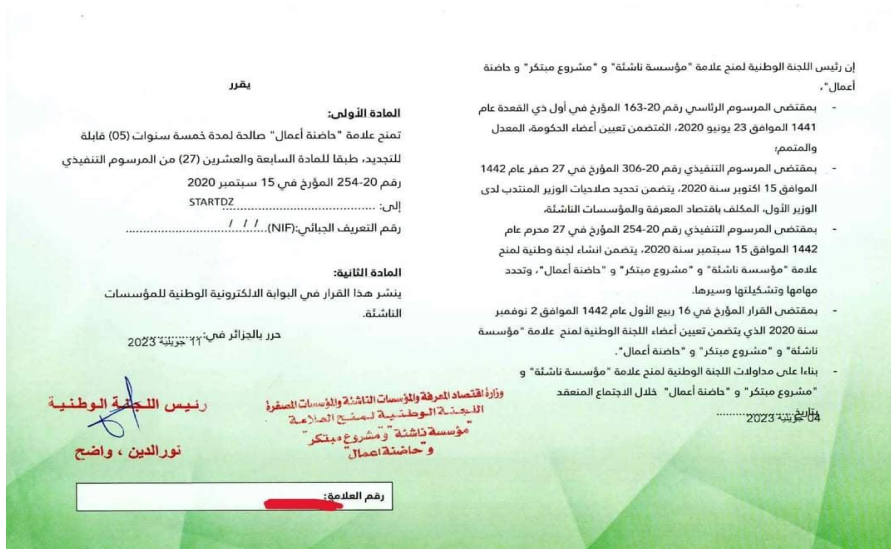 إن رئيس اللجنة الوطنية لمنح علامة "مؤسسة ناشئة" و "مشروع مبتكر" و حاضنة
أعمال"،
- بمقتضى المرسوم الرئاسي رقم 20-163 المؤرخ في أول ذي القعدة عام
1441 الموافق 23 يونيو 2020، المتضمن تعيين أعضاء الحكومة، المعدل
والمتمم؛
- بمقتضى المرسوم التنفيذي رقم 20-306 المؤرخ في 27 صفر عام 1442
الموافق 15 اكتوبر سنة 2020، يتضمن تحديد صلاحيات الوزير المنتدب لدى
الوزير الأول، المكلف باقتصاد المعرفة والمؤسسات الناشئة،
- بمقتضى المرسوم التنفيذي رقم 20-254 المؤرخ في 27 محرم عام
1442 الموافق 15 سبتمبر سنة 2020، يتضمن انشاء لجنة وطنية لمنح
علامة "مؤسسة ناشئة" و "مشروع مبتكر" و "حاضنة أعمال"، وتحدد
مهامها وتشكيلتها وسيرها.
- بمقتضى القرار المؤرخ في 16 ربيع الأول عام 1442 الموافق 2 نوفمبر
سنة 2020 الذي يتضمن تعيين أعضاء اللجنة الوطنية لمنح علامة "مؤسسة
ناشئة" و "مشروع مبتكر" و "حاضنة أعمال".
- بناءا على مداولات اللجنة الوطنية لمنح علامة "مؤسسة ناشئة" و
"مشروع مبتكر" و "حاضنة أعمال" خلال الاجتماع المنعقد
بتاريخ 04 جويلية 2023
يقرر
المادة الأولى:
تمنح علامة "حاضنة أعمال" صالحة لمدة خمسة سنوات (05) قابلة
للتجديد، طبقا للمادة السابعة والعشرين (27) من المرسوم التنفيذي
رقم 20-254 المؤرخ في 15 سبتمبر 2020
إلى: STARTDZ
رقم التعريف الجبائي:(NIF) / / /
المادة الثانية:
ينشر هذا القرار في البوابة الالكترونية الوطنية للمؤسسات
الناشئة.
حرر بالجزائر في: 11 جويلية 2023
وزارة اقتصاد المعرفة والمؤسسات الناشئة والمؤسسات المصغرة
اللجنة الوطنية لمنح العلامة
"مؤسسة ناشئة" و"مشروع مبتكر"
و"حاضنة اعمال"
رئيس اللجنة الوطنية
نورالدين ، واضح
رقم العلامة: